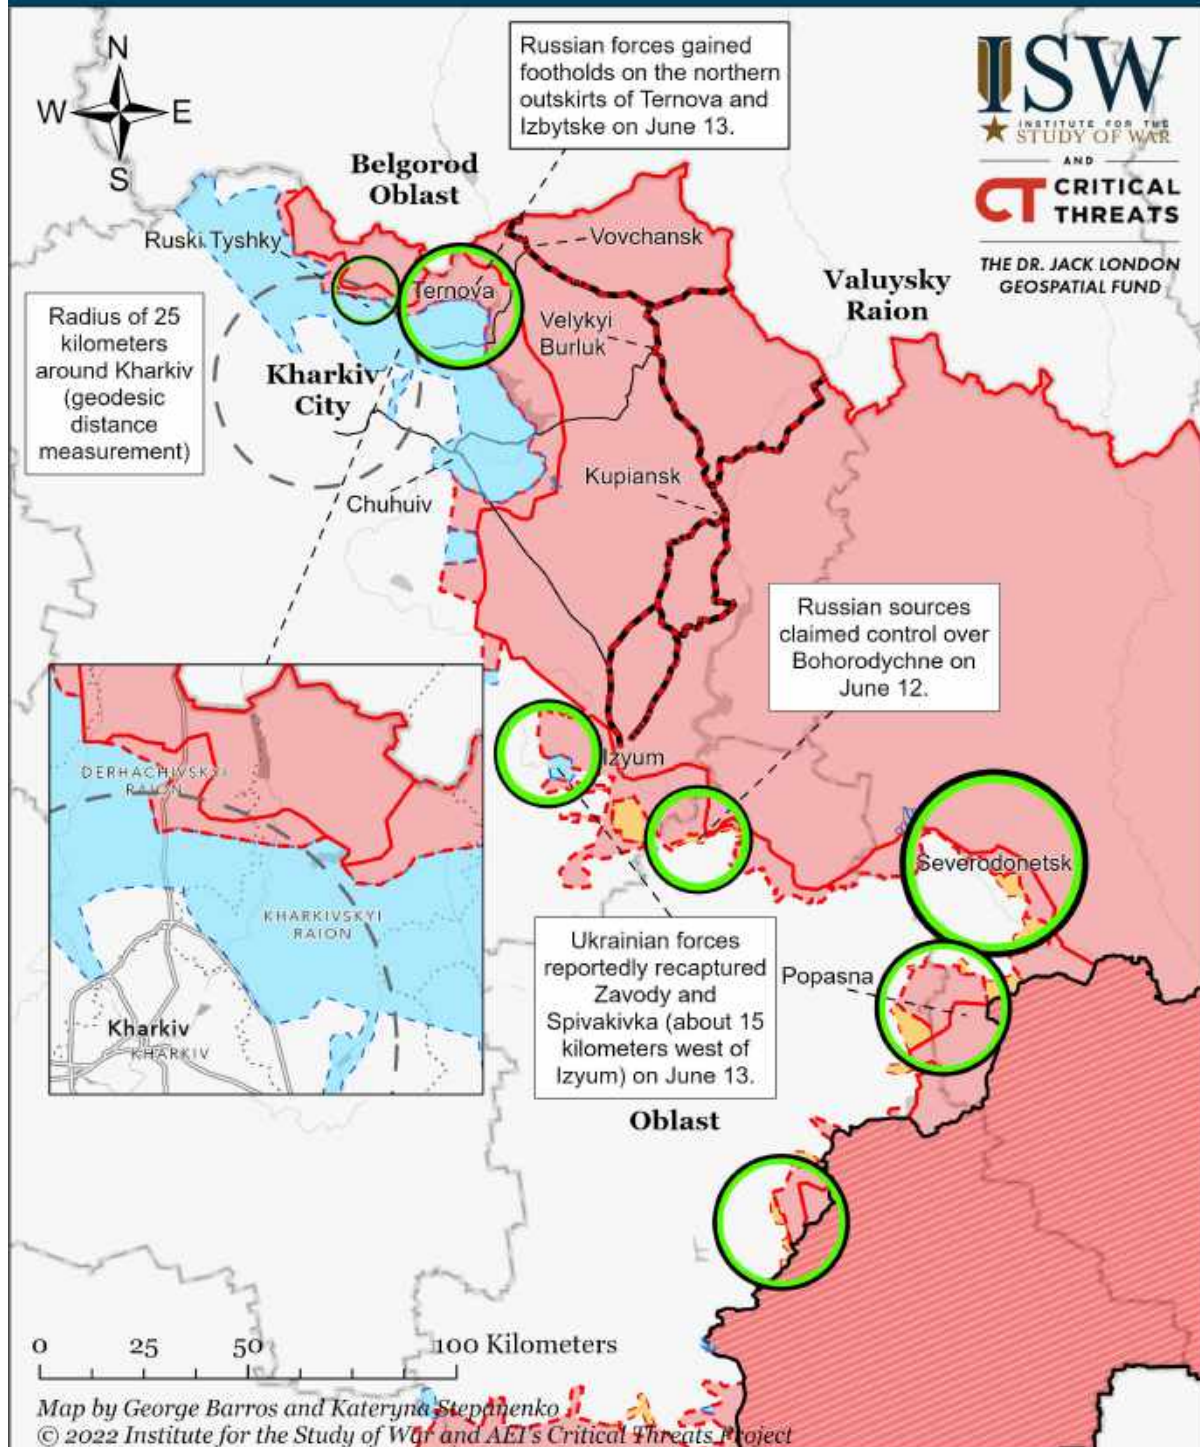 N
W E
S
Russian forces gained
footholds on the northern
outskirts of Ternova and
Izbytske on June 13.
ISW
INSTITUTE FOR THE
STUDY OF WAR
AND
CT CRITICAL
THREATS
THE DR. JACK LONDON
GEOSPATIAL FUND
Belgorod
Oblast
Ruski Tyshky
Vovchansk
Ternova
Valuysky
Raion
Radius of 25
kilometers
around Kharkiv
(geodesic
distance
measurement)
Velykyi
Burluk
Kharkiv
City
Kupiansk
Chuhuiv
Russian sources
claimed control over
Bohorodychne on
June 12.
DERHACHIVSKYI
RAION
KHARKIVSKYI
RAION
Kharkiv
KHARKIV
Izyum
Severodonetsk
Ukrainian forces
reportedly recaptured
Zavody and
Spivakivka (about 15
kilometers west of
Izyum) on June 13.
Popasna
Oblast
0 25 50 100 Kilometers
Map by George Barros and Kateryna Stepanenko
© 2022 Institute for the Study of War and AEI's Critical Threats Project